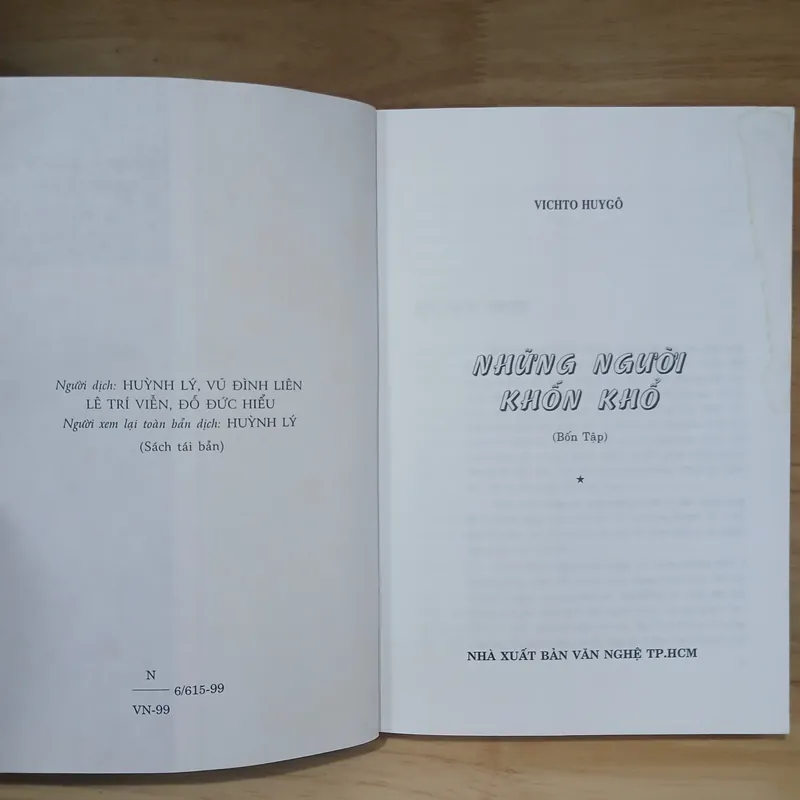 Người dịch: HUỲNH LÝ, VŨ ĐÌNH LIÊN
LÊ TRÍ VIỄN, ĐỖ ĐỨC HIỂU
Người xem lại toàn bản dịch: HUỲNH LÝ
(Sách tái bản)
N
6/615-99
VN-99
VICHTO HUYGÔ
NHỮNG NGƯỜI
KHỐN KHỔ
(Bốn Tập)
*
NHÀ XUẤT BẢN VĂN NGHỆ TP.HCM